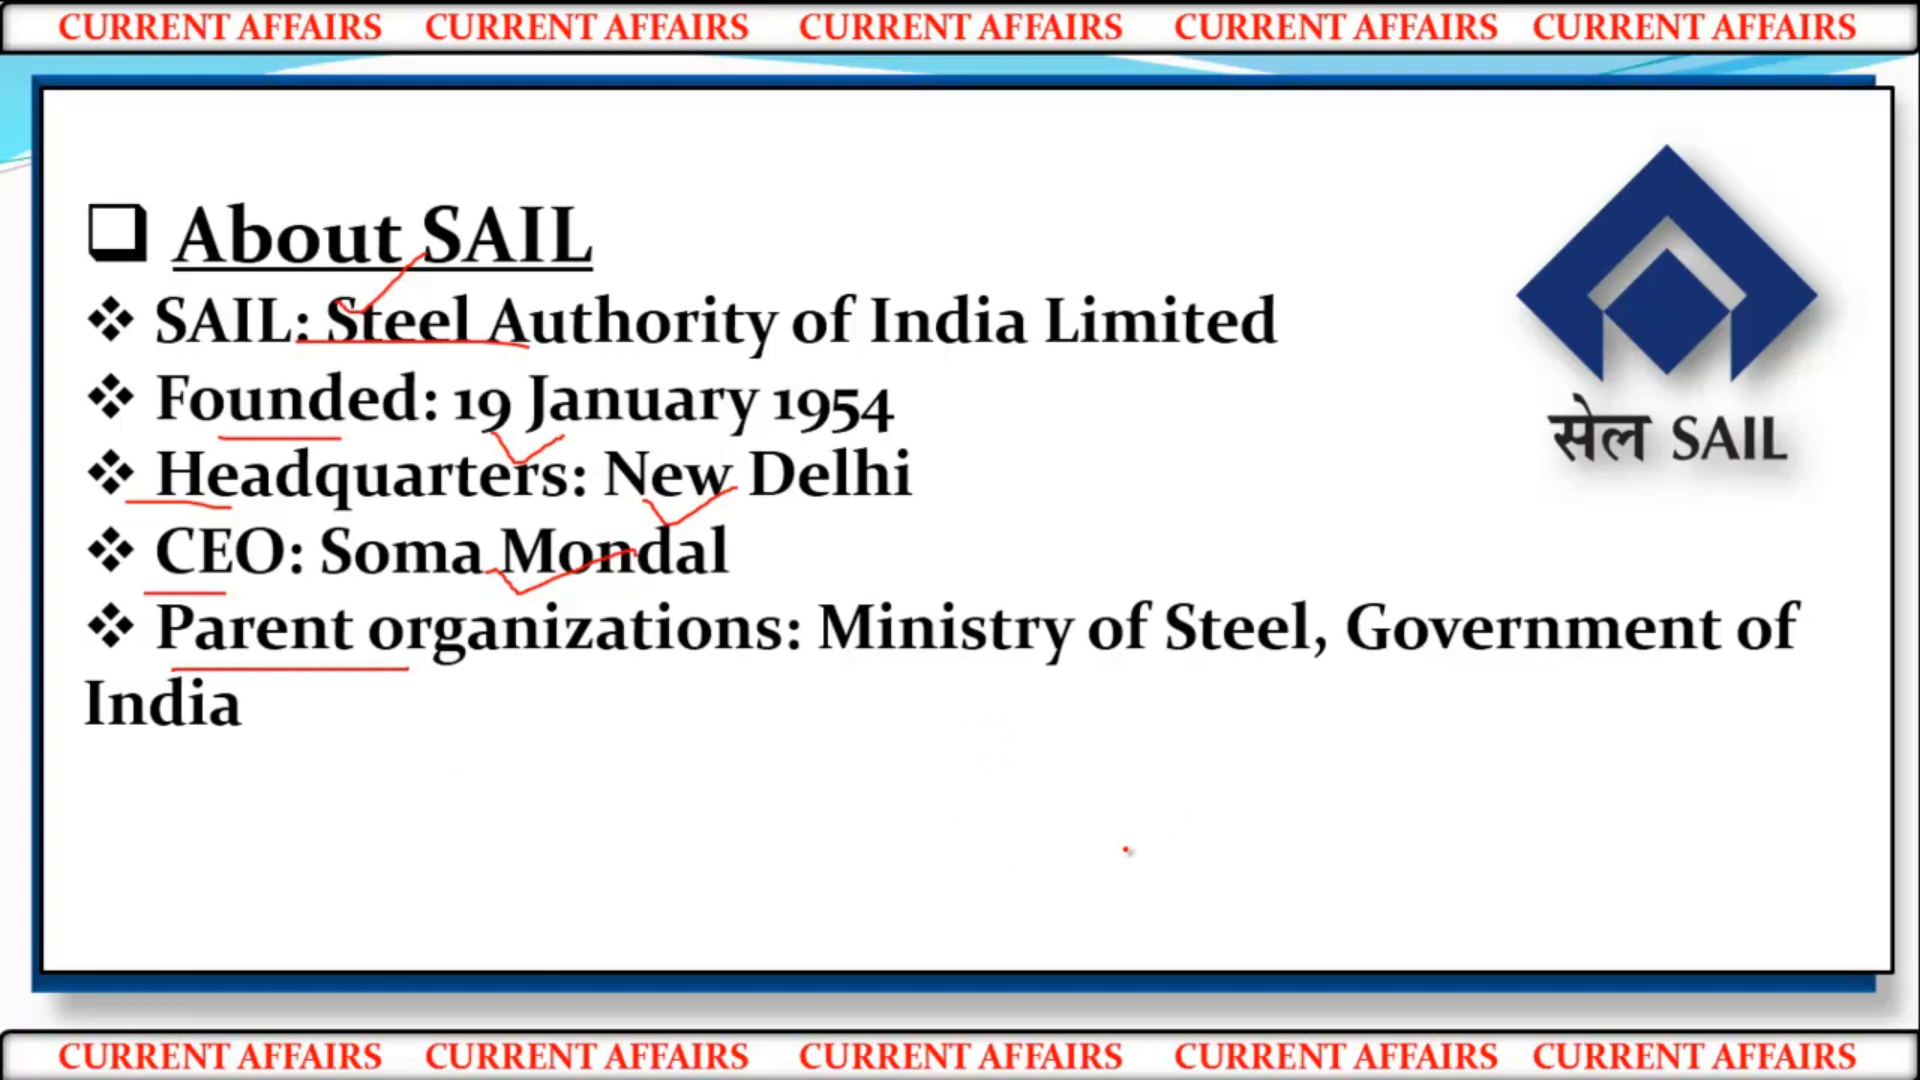 CURRENT AFFAIRS CURRENT AFFAIRS CURRENT AFFAIRS CURRENT AFFAIRS CURRENT AFFAIRS
About SAIL
SAIL: Steel Authority of India Limited
Founded: 19 January 1954
Headquarters: New Delhi
CEO: Soma Mondal
Parent organizations: Ministry of Steel, Government of
India
सेल SAIL
CURRENT AFFAIRS CURRENT AFFAIRS CURRENT AFFAIRS CURRENT AFFAIRS CURRENT AFFAIRS